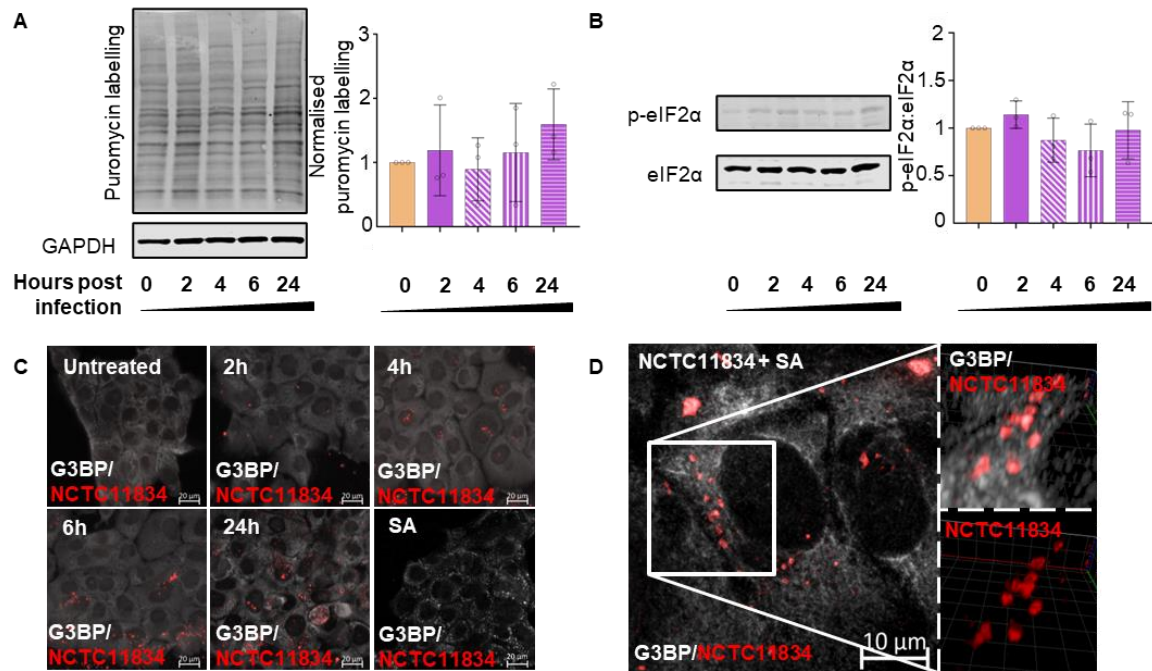 A
Puromycin labelling
GAPDH
Hours post
infection
0 2 4 6 24
Normalised
puromycin labelling
3
2
1
0
0 2 4 6 24
B
p-eIF2α
eIF2α
0 2 4 6 24
p-eIF2α:eIF2α
2
1.5
1
0.5
0
0 2 4 6 24
C
Untreated
G3BP/
NCTC11834
20 µm
2h
G3BP/
NCTC11834
20 µm
4h
G3BP/
NCTC11834
20 µm
6h
G3BP/
NCTC11834
20 µm
24h
G3BP/
NCTC11834
20 µm
SA
G3BP/
NCTC11834
20 µm
D
NCTC11834 + SA
G3BP/NCTC11834
10 µm
G3BP/
NCTC11834
NCTC11834